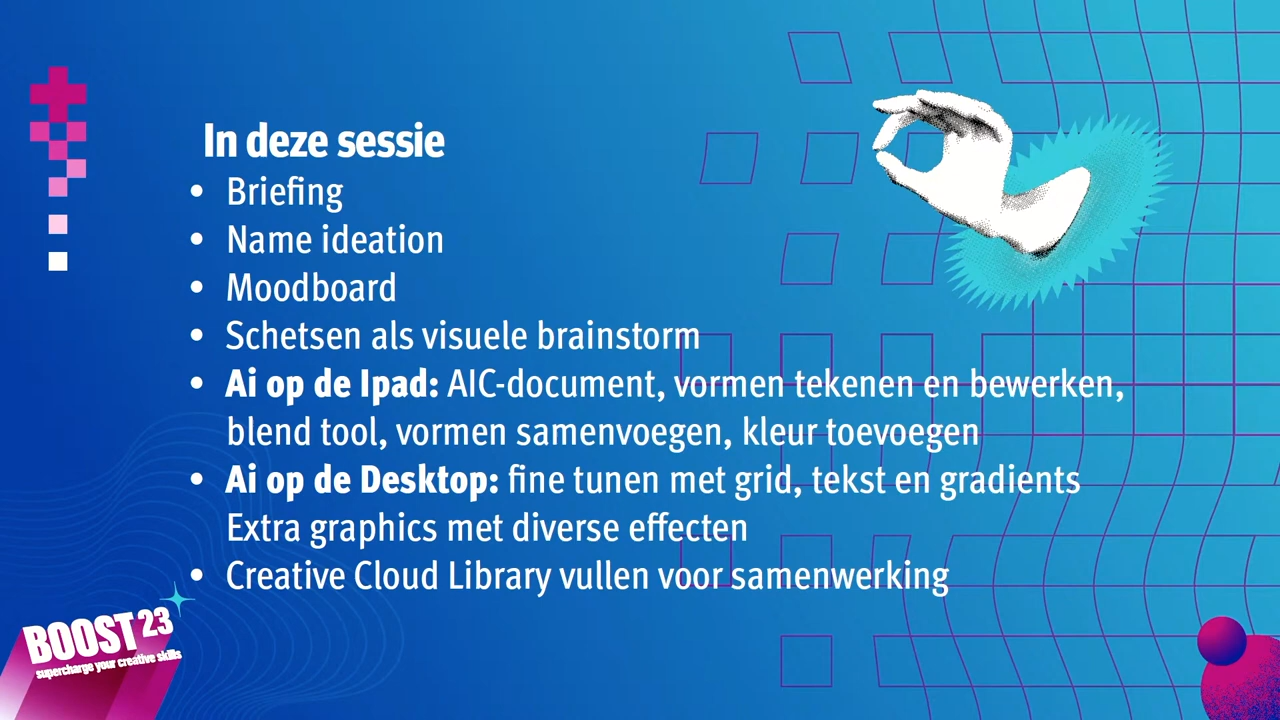 In deze sessie
• Briefing
• Name ideation
• Moodboard
• Schetsen als visuele brainstorm
• Ai op de Ipad: AIC-document, vormen tekenen en bewerken,
blend tool, vormen samenvoegen, kleur toevoegen
• Ai op de Desktop: fine tunen met grid, tekst en gradients
Extra graphics met diverse effecten
• Creative Cloud Library vullen voor samenwerking
BOOST 23
supercharge your creative skills